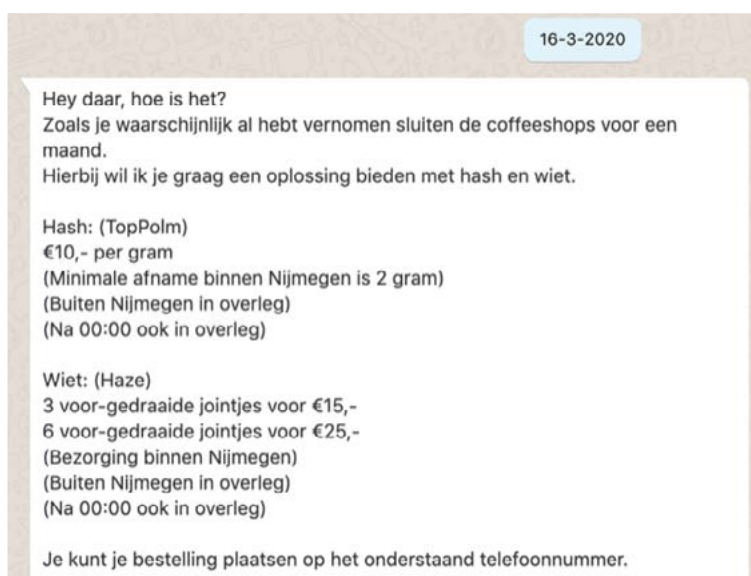 16-3-2020
Hey daar, hoe is het?
Zoals je waarschijnlijk al hebt vernomen sluiten de coffeeshops voor een
maand.
Hierbij wil ik je graag een oplossing bieden met hash en wiet.
Hash: (TopPolm)
€10,- per gram
(Minimale afname binnen Nijmegen is 2 gram)
(Buiten Nijmegen in overleg)
(Na 00:00 ook in overleg)
Wiet: (Haze)
3 voor-gedraaide jointjes voor €15,-
6 voor-gedraaide jointjes voor €25,-
(Bezorging binnen Nijmegen)
(Buiten Nijmegen in overleg)
(Na 00:00 ook in overleg)
Je kunt je bestelling plaatsen op het onderstaand telefoonnummer.